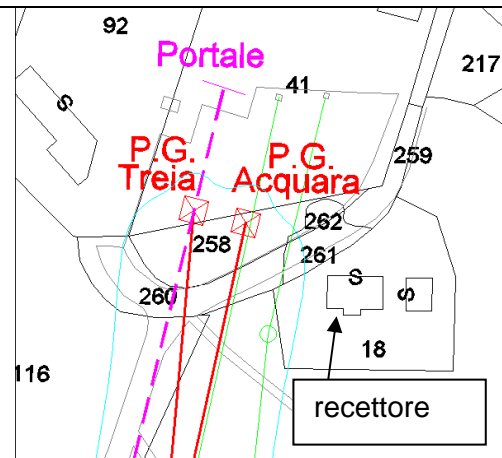 92
Portale
217
41
S
P.G.
Treia
P.G.
Acquara
259
262
258
261
260
S
S
18
116
recettore